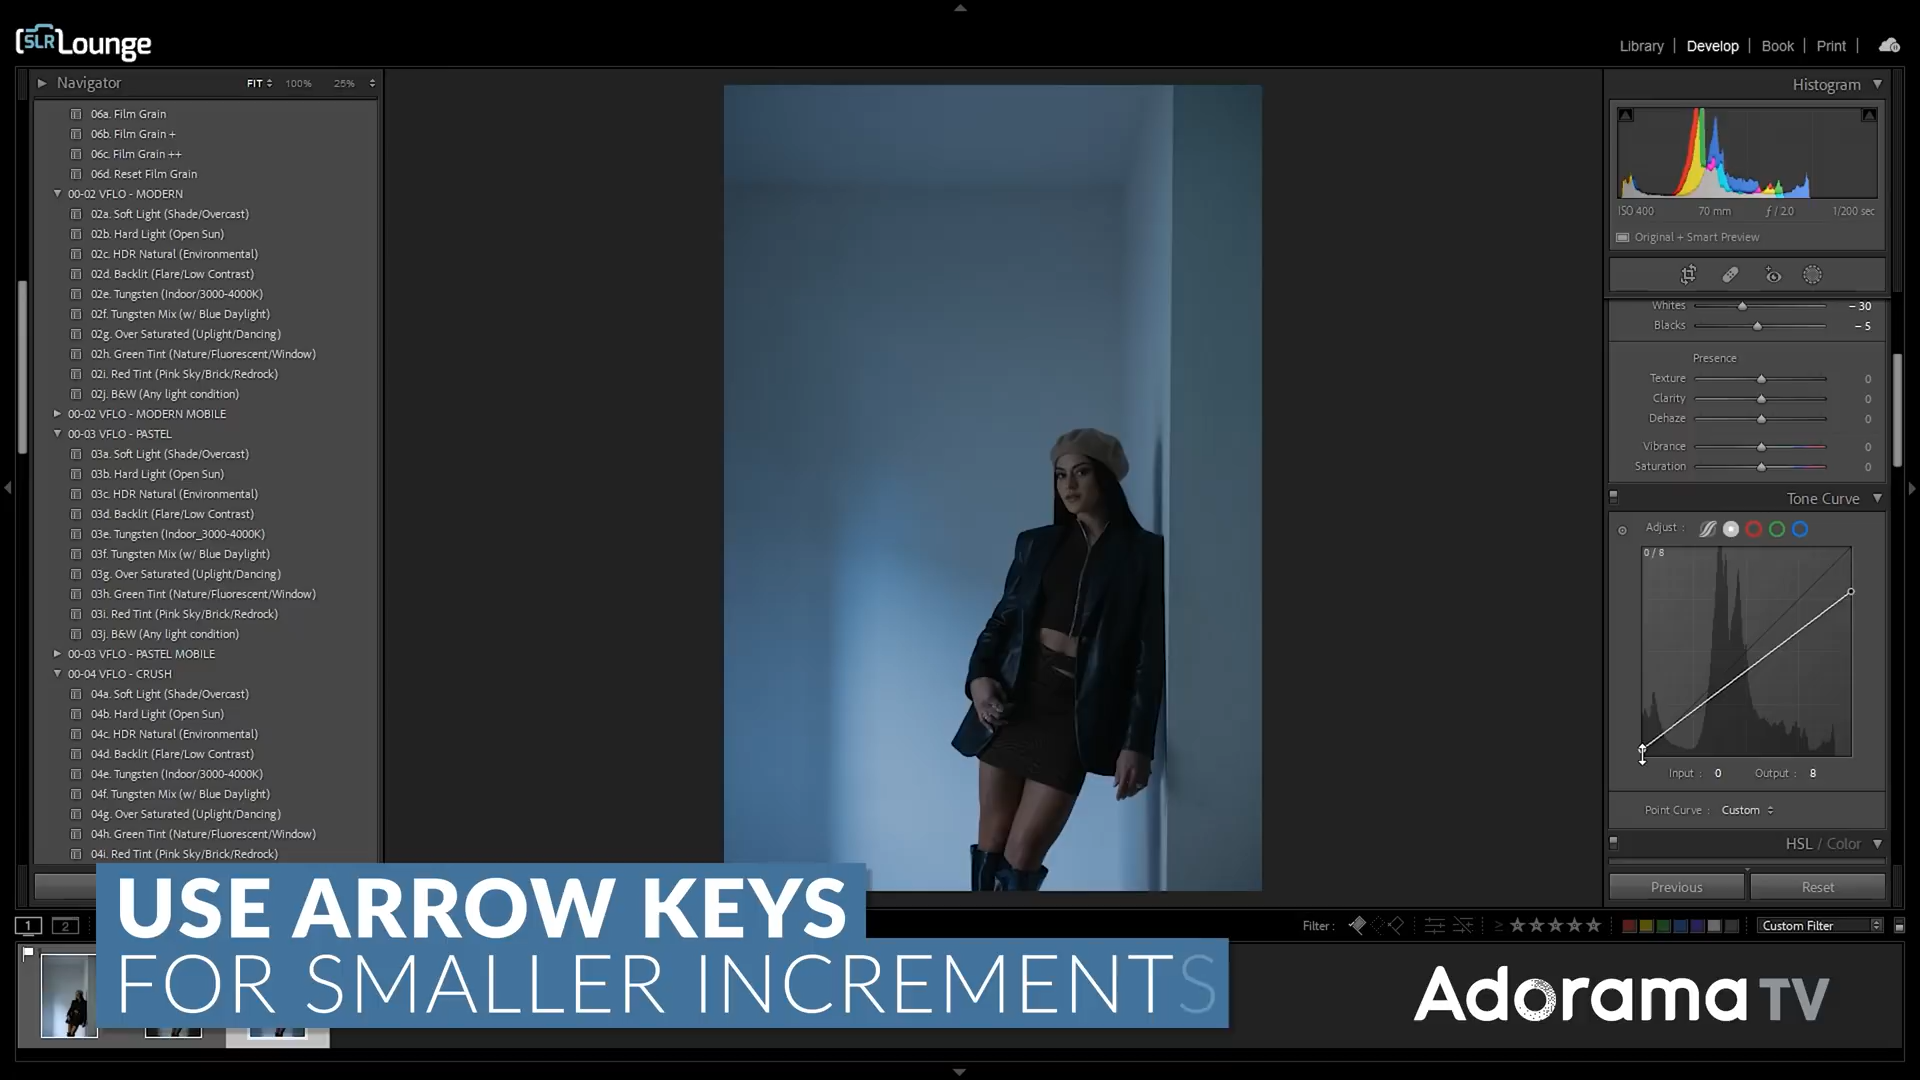 SLR Lounge
Library | Develop | Book | Print |
Navigator FIT 100% 25%
06a. Film Grain
06b. Film Grain +
06c. Film Grain ++
06d. Reset Film Grain
00-02 VFLO - MODERN
02a. Soft Light (Shade/Overcast)
02b. Hard Light (Open Sun)
02c. HDR Natural (Environmental)
02d. Backlit (Flare/Low Contrast)
02e. Tungsten (Indoor/3000-4000K)
02f. Tungsten Mix (w/ Blue Daylight)
02g. Over Saturated (Uplight/Dancing)
02h. Green Tint (Nature/Fluorescent/Window)
02i. Red Tint (Pink Sky/Brick/Redrock)
02j. B&W (Any light condition)
00-02 VFLO - MODERN MOBILE
00-03 VFLO - PASTEL
03a. Soft Light (Shade/Overcast)
03b. Hard Light (Open Sun)
03c. HDR Natural (Environmental)
03d. Backlit (Flare/Low Contrast)
03e. Tungsten (Indoor_3000-4000K)
03f. Tungsten Mix (w/ Blue Daylight)
03g. Over Saturated (Uplight/Dancing)
03h. Green Tint (Nature/Fluorescent/Window)
03i. Red Tint (Pink Sky/Brick/Redrock)
03j. B&W (Any light condition)
00-03 VFLO - PASTEL MOBILE
00-04 VFLO - CRUSH
04a. Soft Light (Shade/Overcast)
04b. Hard Light (Open Sun)
04c. HDR Natural (Environmental)
04d. Backlit (Flare/Low Contrast)
04e. Tungsten (Indoor/3000-4000K)
04f. Tungsten Mix (w/ Blue Daylight)
04g. Over Saturated (Uplight/Dancing)
04h. Green Tint (Nature/Fluorescent/Window)
04i. Red Tint (Pink Sky/Brick/Redrock)
Histogram
ISO 400 70 mm ƒ / 2.0 1/200 sec
Original + Smart Preview
Whites - 30
Blacks - 5
Presence
Texture 0
Clarity 0
Dehaze 0
Vibrance 0
Saturation 0
Tone Curve
Adjust :
0 / 8
Input : 0 Output : 8
Point Curve : Custom
HSL / Color
Previous Reset
1 2
Filter : ≥ Custom Filter
USE ARROW KEYS
FOR SMALLER INCREMENTS
Adorama TV